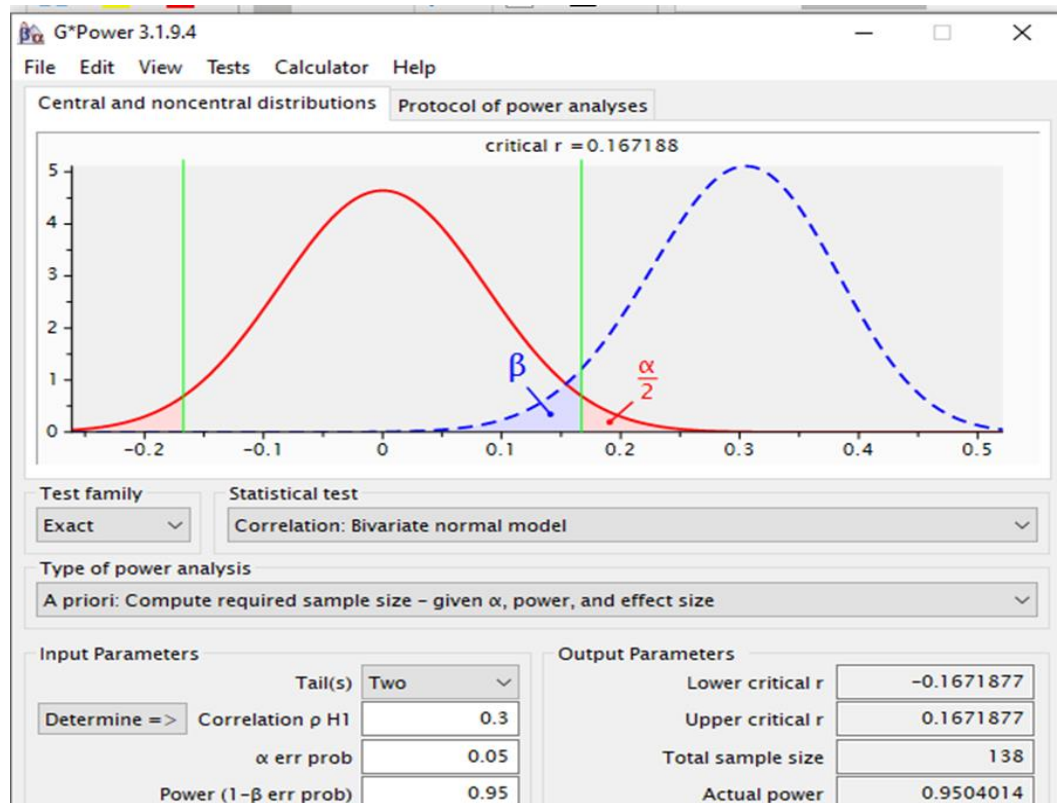 G*Power 3.1.9.4
File Edit View Tests Calculator Help
Central and noncentral distributions Protocol of power analyses
critical r = 0.167188
5
4
3
2
1
0
β
α
2
-0.2 -0.1 0 0.1 0.2 0.3 0.4 0.5
Test family Statistical test
Exact Correlation: Bivariate normal model
Type of power analysis
A priori: Compute required sample size – given α, power, and effect size
Input Parameters Output Parameters
Tail(s) Two Lower critical r -0.1671877
Determine => Correlation ρ H1 0.3 Upper critical r 0.1671877
α err prob 0.05 Total sample size 138
Power (1-β err prob) 0.95 Actual power 0.9504014